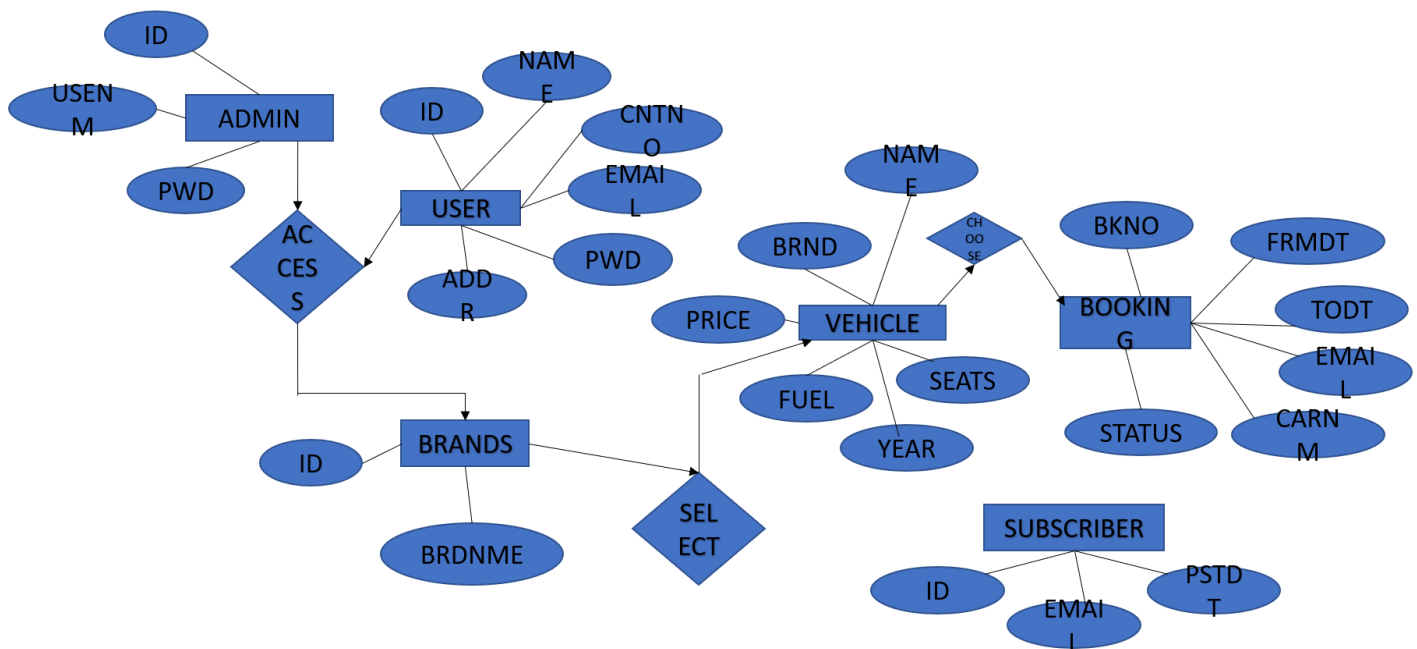 ID
NAM
E
USEN
M
ADMIN
ID
CNTN
O
PWD
EMAI
L
USER
NAM
E
AC
CES
S
PWD
ADD
R
BRND
CH
OO
SE
BKNO
FRMDT
PRICE
VEHICLE
BOOKIN
G
TODT
EMAI
L
FUEL
SEATS
YEAR
STATUS
CARN
M
ID
BRANDS
BRDNME
SEL
ECT
SUBSCRIBER
ID
EMAI
L
PSTD
T